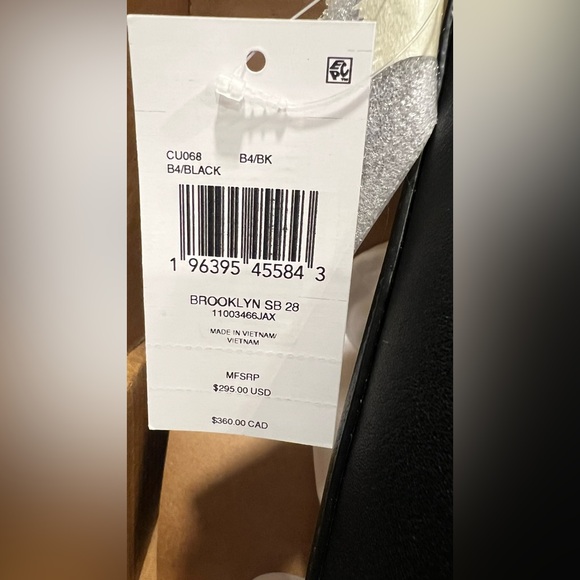 CU068 B4/BK
B4/BLACK
1 96395 45584 3
BROOKLYN SB 28
11003466JAX
MADE IN VIETNAM/
VIETNAM
MFSRP
$295.00 USD
$360.00 CAD